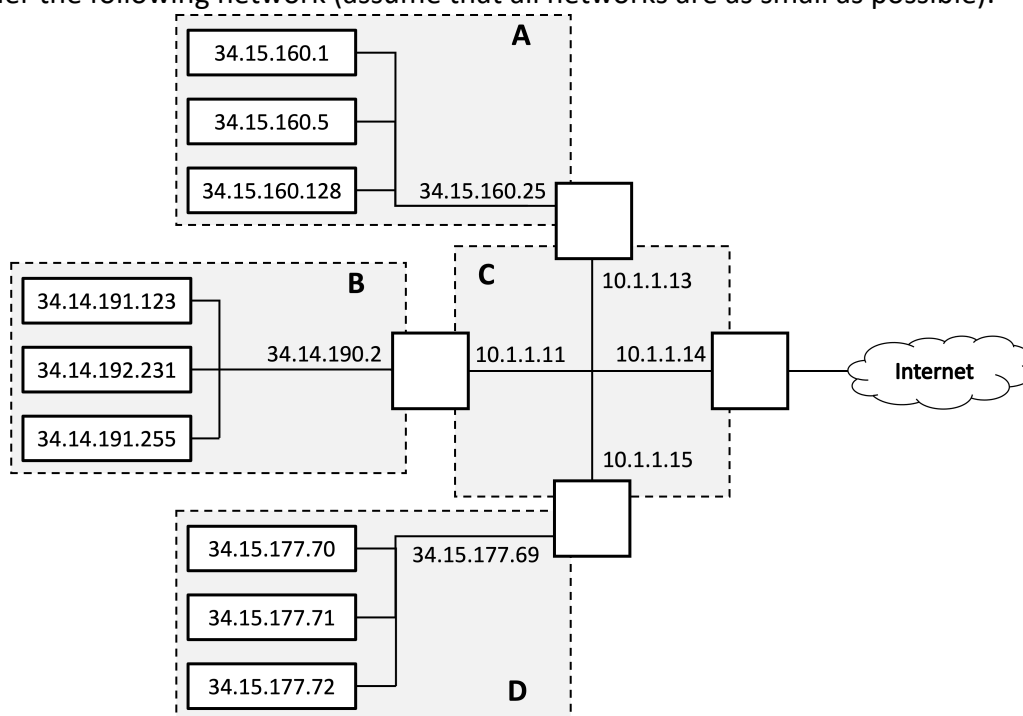 er the following network (assume that all networks are as small as possible):
A
34.15.160.1
34.15.160.5
34.15.160.128
34.15.160.25
B
C
10.1.1.13
34.14.191.123
34.14.192.231
34.14.191.255
34.14.190.2
10.1.1.11
10.1.1.14
Internet
10.1.1.15
34.15.177.70
34.15.177.71
34.15.177.72
34.15.177.69
D